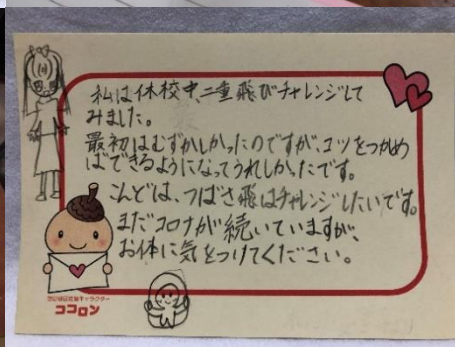 私は休校中、二重飛びチャレンジして
みました。
最初はむずかしかったのですが、コツをつかめ
ばできるようになってうれしかったです。
こんどは、つばさ飛びはチャレンジしたいです。
まだコロナが続いていますが、
お体に気をつけてください。
ココロン